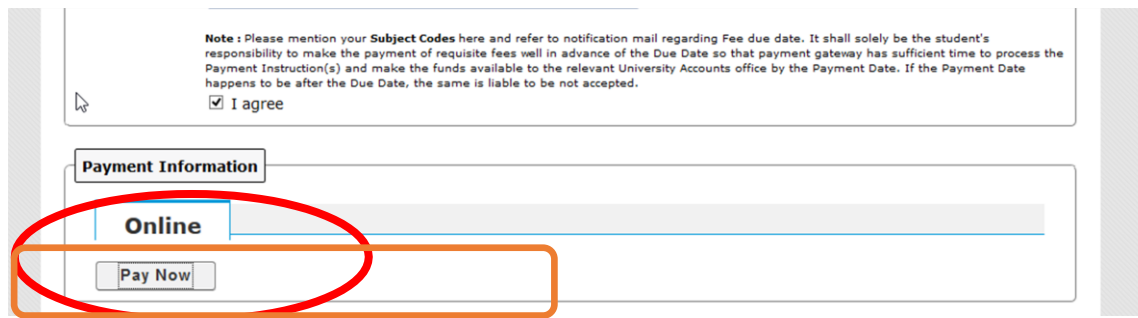 Note : Please mention your Subject Codes here and refer to notification mail regarding Fee due date. It shall solely be the student's
responsibility to make the payment of requisite fees well in advance of the Due Date so that payment gateway has sufficient time to process the
Payment Instruction(s) and make the funds available to the relevant University Accounts office by the Payment Date. If the Payment Date
happens to be after the Due Date, the same is liable to be not accepted.
I agree
Payment Information
Online
Pay Now